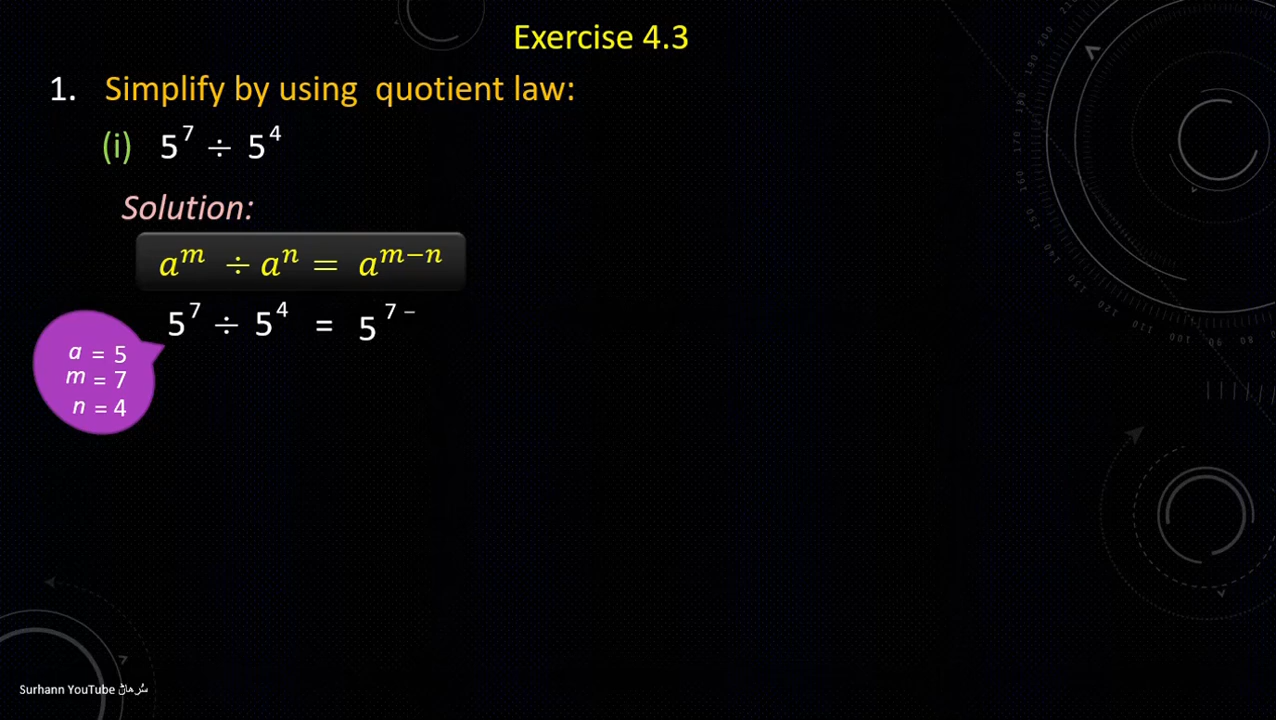 Exercise 4.3
1. Simplify by using quotient law:
(i) 5⁷ ÷ 5⁴
Solution:
aᵐ ÷ aⁿ = aᵐ⁻ⁿ
5⁷ ÷ 5⁴ = 5⁷ ⁻
a = 5
m = 7
n = 4
Surhann YouTube سُرھانْ